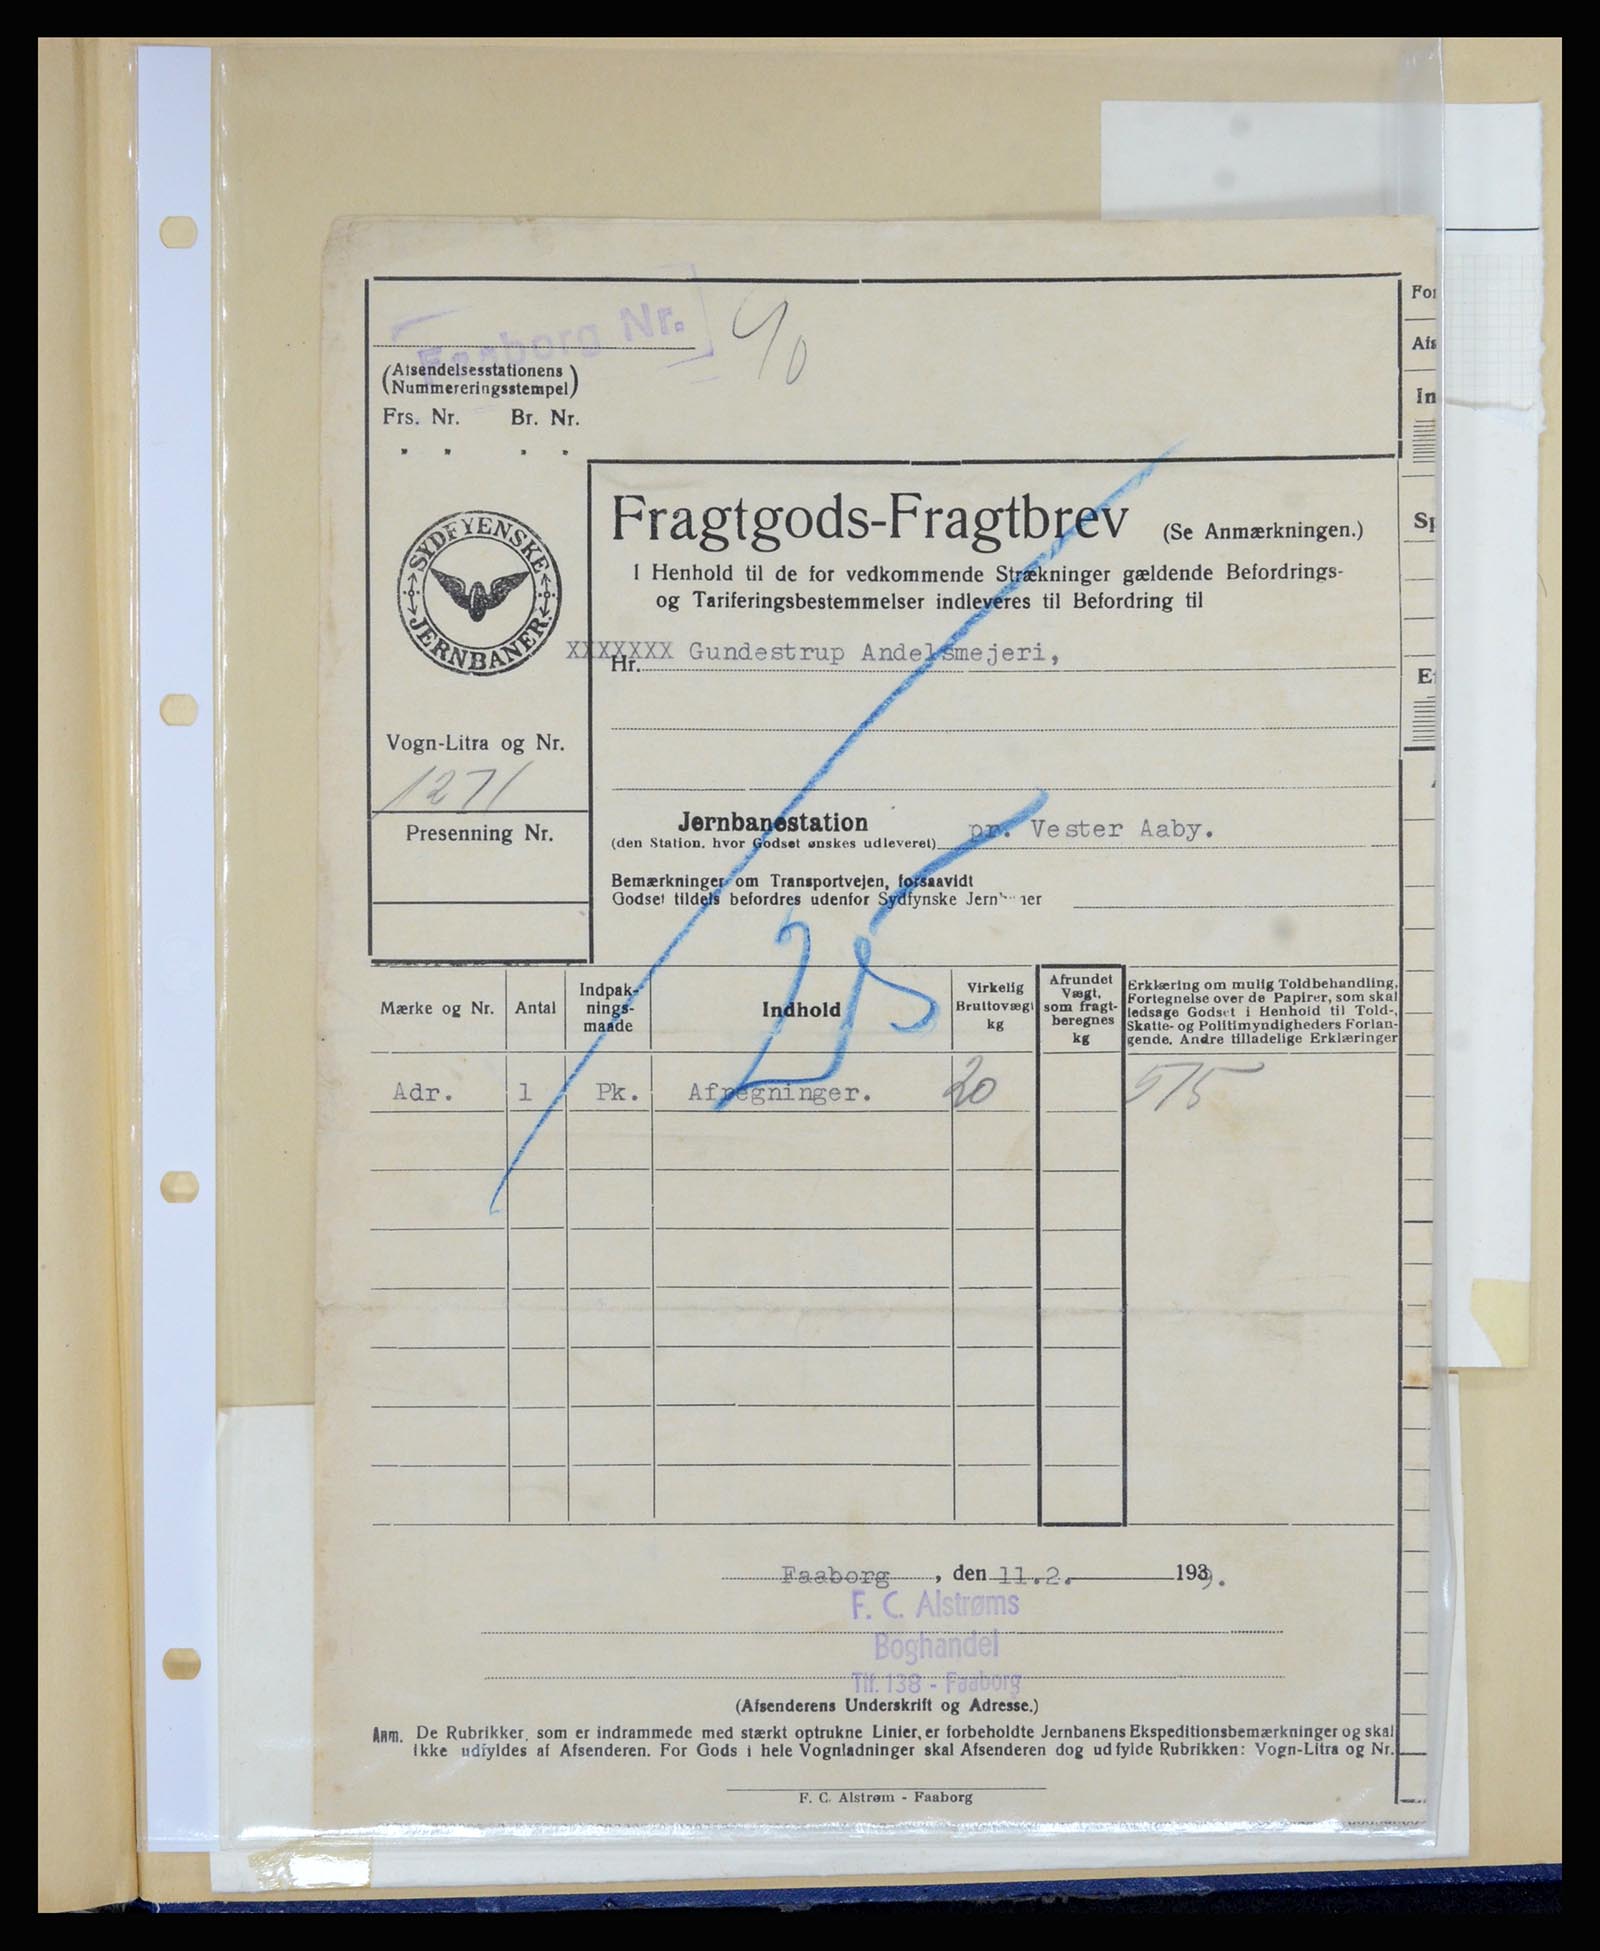 Faaborg Nr.
40
(Afsendelsesstationens
Nummereringsstempel)
Frs. Nr. Br. Nr.
" " " "
SYDFYENSKE
JERNBANER.
Vogn-Litra og Nr.
1271
Presenning Nr.
Fragtgods-Fragtbrev (Se Anmærkningen.)
I Henhold til de for vedkommende Strækninger gældende Befordrings-
og Tariferingsbestemmelser indleveres til Befordring til
XXXXXXX Gundestrup Andelsmejeri,
Hr.
Jernbanestation pr. Vester Aaby.
(den Station, hvor Godset ønskes udleveret)
Bemærkninger om Transportvejen, forsaavidt
Godset tildels befordres udenfor Sydfynske
25
Mærke og Nr. Antal Indpak-
nings-
maade Indhold Virkelig
Bruttovægt
kg Afrundet
Vægt,
som fragt-
beregnes
kg
Erklæring om mulig Toldbehandling,
Fortegnelse over de Papirer, som skal
ledsage Godset i Henhold til Told-,
Skatte- og Politimyndigheders Forlan-
gende. Andre tilladelige Erklæringer
Adr. 1 Pk. Afregninger. 20 575
Faaborg, den 11.2. 1939.
F. C. Alstrøms
Boghandel
Tlf. 138 - Faaborg
(Afsenderens Underskrift og Adresse.)
Anm. De Rubrikker, som er indrammede med stærkt optrukne Linier, er forbeholdte Jernbanens Ekspeditionsbemærkninger og skal
ikke udfyldes af Afsenderen. For Gods i hele Vognladninger skal Afsenderen dog udfylde Rubrikken: Vogn-Litra og Nr.
F. C. Alstrøm - Faaborg